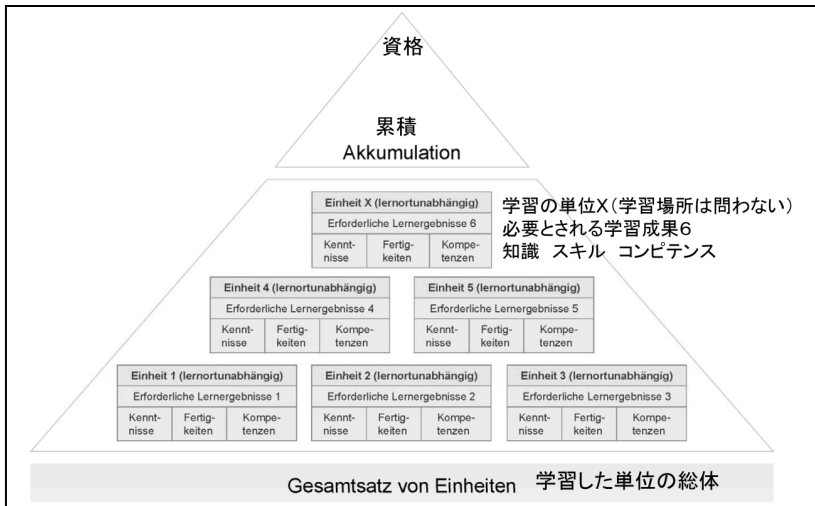 資格
累積
Akkumulation
Einheit X (lernortunabhängig)
Erforderliche Lernergebnisse 6
Kennt-
nisse
Fertig-
keiten
Kompe-
tenzen
学習の単位X(学習場所は問わない)
必要とされる学習成果6
知識 スキル コンピテンス
Einheit 4 (lernortunabhängig)
Erforderliche Lernergebnisse 4
Kennt-
nisse
Fertig-
keiten
Kompe-
tenzen
Einheit 5 (lernortunabhängig)
Erforderliche Lernergebnisse 5
Kennt-
nisse
Fertig-
keiten
Kompe-
tenzen
Einheit 1 (lernortunabhängig)
Erforderliche Lernergebnisse 1
Kennt-
nisse
Fertig-
keiten
Kompe-
tenzen
Einheit 2 (lernortunabhängig)
Erforderliche Lernergebnisse 2
Kennt-
nisse
Fertig-
keiten
Kompe-
tenzen
Einheit 3 (lernortunabhängig)
Erforderliche Lernergebnisse 3
Kennt-
nisse
Fertig-
keiten
Kompe-
tenzen
Gesamtsatz von Einheiten 学習した単位の総体